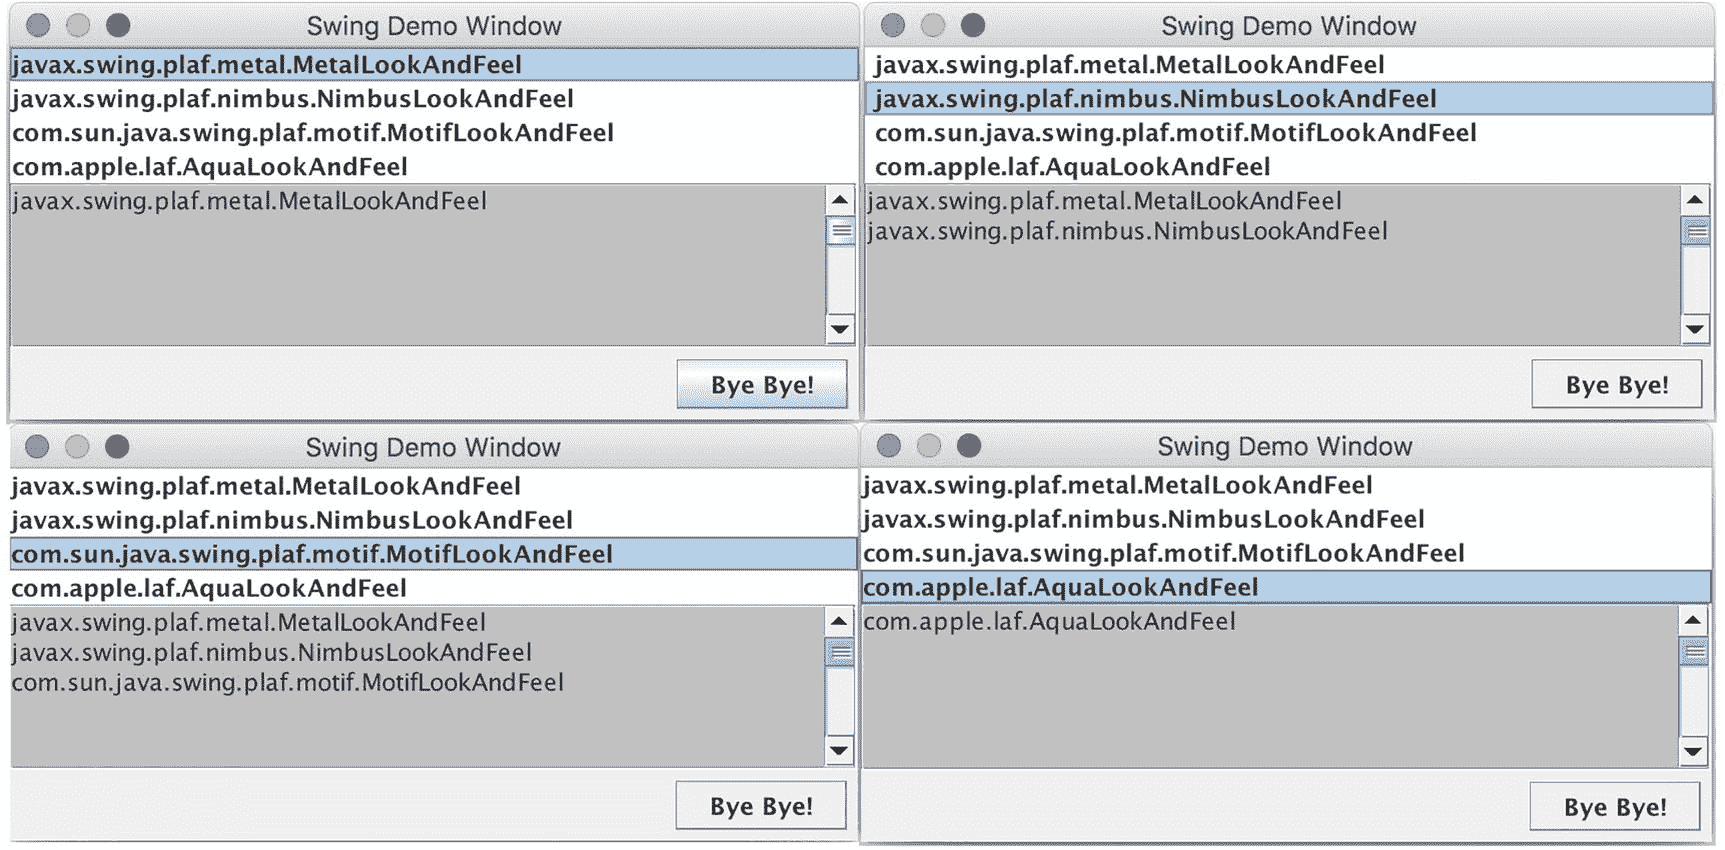 Swing Demo Window
javax.swing.plaf.metal.MetalLookAndFeel
javax.swing.plaf.nimbus.NimbusLookAndFeel
com.sun.java.swing.plaf.motif.MotifLookAndFeel
com.apple.laf.AquaLookAndFeel
javax.swing.plaf.metal.MetalLookAndFeel
Bye Bye!
Swing Demo Window
javax.swing.plaf.metal.MetalLookAndFeel
javax.swing.plaf.nimbus.NimbusLookAndFeel
com.sun.java.swing.plaf.motif.MotifLookAndFeel
com.apple.laf.AquaLookAndFeel
javax.swing.plaf.metal.MetalLookAndFeel
javax.swing.plaf.nimbus.NimbusLookAndFeel
Bye Bye!
Swing Demo Window
javax.swing.plaf.metal.MetalLookAndFeel
javax.swing.plaf.nimbus.NimbusLookAndFeel
com.sun.java.swing.plaf.motif.MotifLookAndFeel
com.apple.laf.AquaLookAndFeel
javax.swing.plaf.metal.MetalLookAndFeel
javax.swing.plaf.nimbus.NimbusLookAndFeel
com.sun.java.swing.plaf.motif.MotifLookAndFeel
Bye Bye!
Swing Demo Window
javax.swing.plaf.metal.MetalLookAndFeel
javax.swing.plaf.nimbus.NimbusLookAndFeel
com.sun.java.swing.plaf.motif.MotifLookAndFeel
com.apple.laf.AquaLookAndFeel
com.apple.laf.AquaLookAndFeel
Bye Bye!